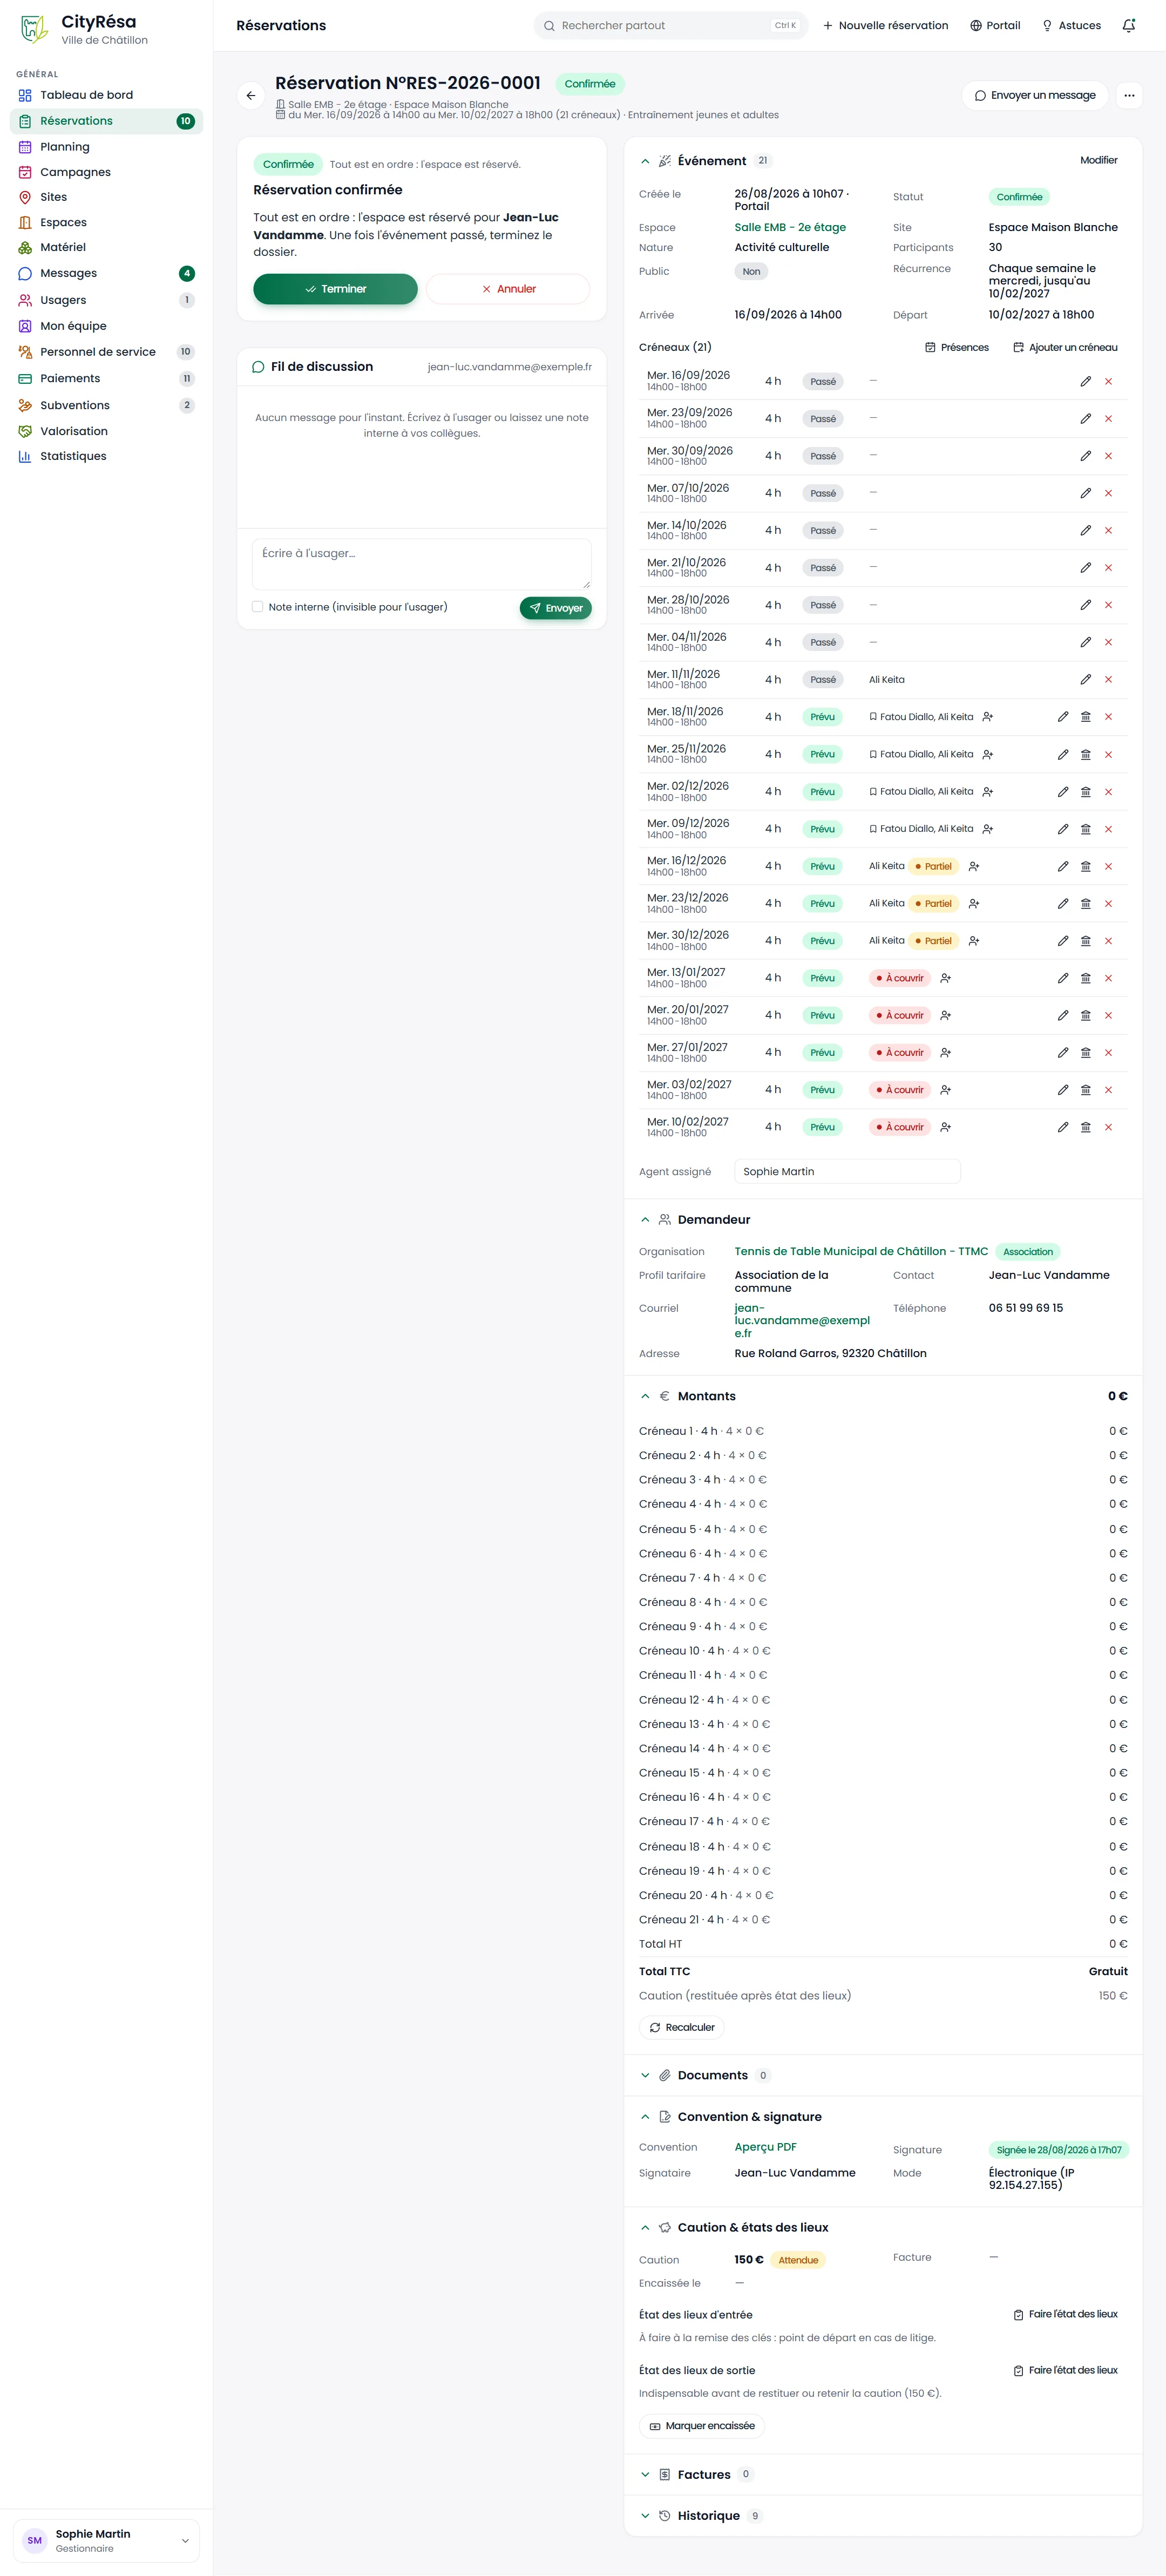 CityRésa
Ville de Châtillon
GÉNÉRAL
Tableau de bord
Réservations 10
Planning
Campagnes
Sites
Espaces
Matériel
Messages 4
Usagers 1
Mon équipe
Personnel de service 10
Paiements 11
Subventions 2
Valorisation
Statistiques
SM
Sophie Martin
Gestionnaire
Réservations
Rechercher partout Ctrl K
Nouvelle réservation
Portail
Astuces
Réservation N°RES-2026-0001 Confirmée
Salle EMB - 2e étage · Espace Maison Blanche
du Mer. 16/09/2026 à 14h00 au Mer. 10/02/2027 à 18h00 (21 créneaux) · Entraînement jeunes et adultes
Envoyer un message
Confirmée Tout est en ordre : l'espace est réservé.
Réservation confirmée
Tout est en ordre : l'espace est réservé pour Jean-Luc
Vandamme. Une fois l'événement passé, terminez le
dossier.
Terminer
Annuler
Fil de discussion jean-luc.vandamme@exemple.fr
Aucun message pour l'instant. Écrivez à l'usager ou laissez une note
interne à vos collègues.
Écrire à l'usager…
Note interne (invisible pour l'usager)
Envoyer
Événement 21 Modifier
Créée le 26/08/2026 à 10h07 ·
Portail
Statut Confirmée
Espace Salle EMB - 2e étage Site Espace Maison Blanche
Nature Activité culturelle Participants 30
Public Non Récurrence Chaque semaine le
mercredi, jusqu'au
10/02/2027
Arrivée 16/09/2026 à 14h00 Départ 10/02/2027 à 18h00
Créneaux (21) Présences Ajouter un créneau
Mer. 16/09/2026 4 h Passé —
14h00-18h00
Mer. 23/09/2026 4 h Passé —
14h00-18h00
Mer. 30/09/2026 4 h Passé —
14h00-18h00
Mer. 07/10/2026 4 h Passé —
14h00-18h00
Mer. 14/10/2026 4 h Passé —
14h00-18h00
Mer. 21/10/2026 4 h Passé —
14h00-18h00
Mer. 28/10/2026 4 h Passé —
14h00-18h00
Mer. 04/11/2026 4 h Passé —
14h00-18h00
Mer. 11/11/2026 4 h Passé Ali Keita
14h00-18h00
Mer. 18/11/2026 4 h Prévu Fatou Diallo, Ali Keita
14h00-18h00
Mer. 25/11/2026 4 h Prévu Fatou Diallo, Ali Keita
14h00-18h00
Mer. 02/12/2026 4 h Prévu Fatou Diallo, Ali Keita
14h00-18h00
Mer. 09/12/2026 4 h Prévu Fatou Diallo, Ali Keita
14h00-18h00
Mer. 16/12/2026 4 h Prévu Ali Keita Partiel
14h00-18h00
Mer. 23/12/2026 4 h Prévu Ali Keita Partiel
14h00-18h00
Mer. 30/12/2026 4 h Prévu Ali Keita Partiel
14h00-18h00
Mer. 13/01/2027 4 h Prévu À couvrir
14h00-18h00
Mer. 20/01/2027 4 h Prévu À couvrir
14h00-18h00
Mer. 27/01/2027 4 h Prévu À couvrir
14h00-18h00
Mer. 03/02/2027 4 h Prévu À couvrir
14h00-18h00
Mer. 10/02/2027 4 h Prévu À couvrir
14h00-18h00
Agent assigné Sophie Martin
Demandeur
Organisation Tennis de Table Municipal de Châtillon - TTMC Association
Profil tarifaire Association de la
commune
Contact Jean-Luc Vandamme
Courriel jean-
luc.vandamme@exempl
e.fr
Téléphone 06 51 99 69 15
Adresse Rue Roland Garros, 92320 Châtillon
Montants 0 €
Créneau 1 · 4 h · 4 × 0 € 0 €
Créneau 2 · 4 h · 4 × 0 € 0 €
Créneau 3 · 4 h · 4 × 0 € 0 €
Créneau 4 · 4 h · 4 × 0 € 0 €
Créneau 5 · 4 h · 4 × 0 € 0 €
Créneau 6 · 4 h · 4 × 0 € 0 €
Créneau 7 · 4 h · 4 × 0 € 0 €
Créneau 8 · 4 h · 4 × 0 € 0 €
Créneau 9 · 4 h · 4 × 0 € 0 €
Créneau 10 · 4 h · 4 × 0 € 0 €
Créneau 11 · 4 h · 4 × 0 € 0 €
Créneau 12 · 4 h · 4 × 0 € 0 €
Créneau 13 · 4 h · 4 × 0 € 0 €
Créneau 14 · 4 h · 4 × 0 € 0 €
Créneau 15 · 4 h · 4 × 0 € 0 €
Créneau 16 · 4 h · 4 × 0 € 0 €
Créneau 17 · 4 h · 4 × 0 € 0 €
Créneau 18 · 4 h · 4 × 0 € 0 €
Créneau 19 · 4 h · 4 × 0 € 0 €
Créneau 20 · 4 h · 4 × 0 € 0 €
Créneau 21 · 4 h · 4 × 0 € 0 €
Total HT 0 €
Total TTC Gratuit
Caution (restituée après état des lieux) 150 €
Recalculer
Documents 0
Convention & signature
Convention Aperçu PDF Signature Signée le 28/08/2026 à 17h07
Signataire Jean-Luc Vandamme Mode Électronique (IP
92.154.27.155)
Caution & états des lieux
Caution 150 € Attendue Facture —
Encaissée le —
État des lieux d'entrée Faire l'état des lieux
À faire à la remise des clés : point de départ en cas de litige.
État des lieux de sortie Faire l'état des lieux
Indispensable avant de restituer ou retenir la caution (150 €).
Marquer encaissée
Factures 0
Historique 9